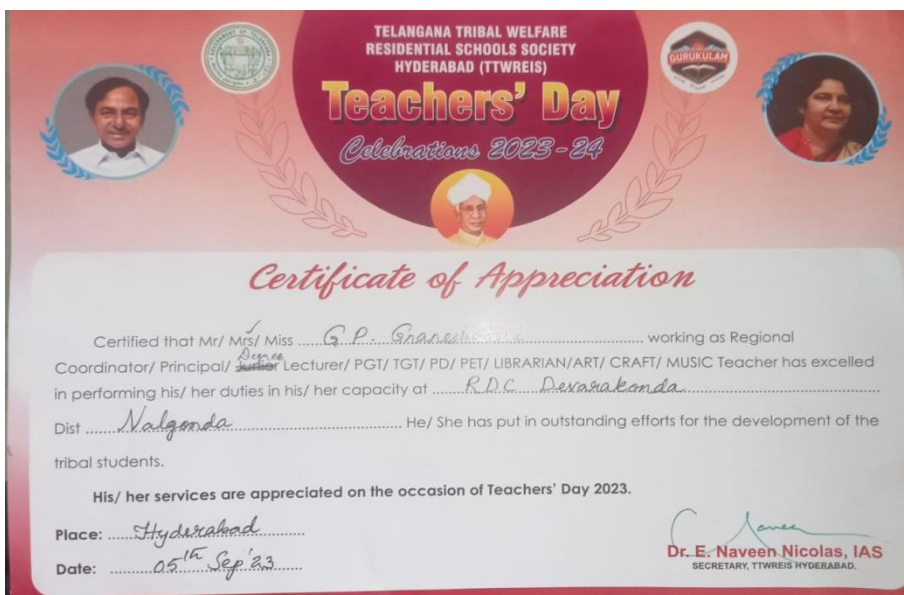 TELANGANA TRIBAL WELFARE
RESIDENTIAL SCHOOLS SOCIETY
HYDERABAD (TTWREIS)
GURUKULAM
Teachers' Day
Celebrations 2023 - 24
Certificate of Appreciation
Certified that Mr/ Mrs/ Miss ..... G. P. ..... working as Regional
Degree
Coordinator/ Principal/ Junior Lecturer/ PGT/ TGT/ PD/ PET/ LIBRARIAN/ART/ CRAFT/ MUSIC Teacher has excelled
in performing his/ her duties in his/ her capacity at ..... R.D.C Devarakonda .....
Dist ..... Nalgonda ..... He/ She has put in outstanding efforts for the development of the
tribal students.
His/ her services are appreciated on the occasion of Teachers' Day 2023.
Place: ..... Hyderabad .....
Date: ..... 05th Sep'23 .....
Dr. E. Naveen Nicolas, IAS
SECRETARY, TTWREIS HYDERABAD.